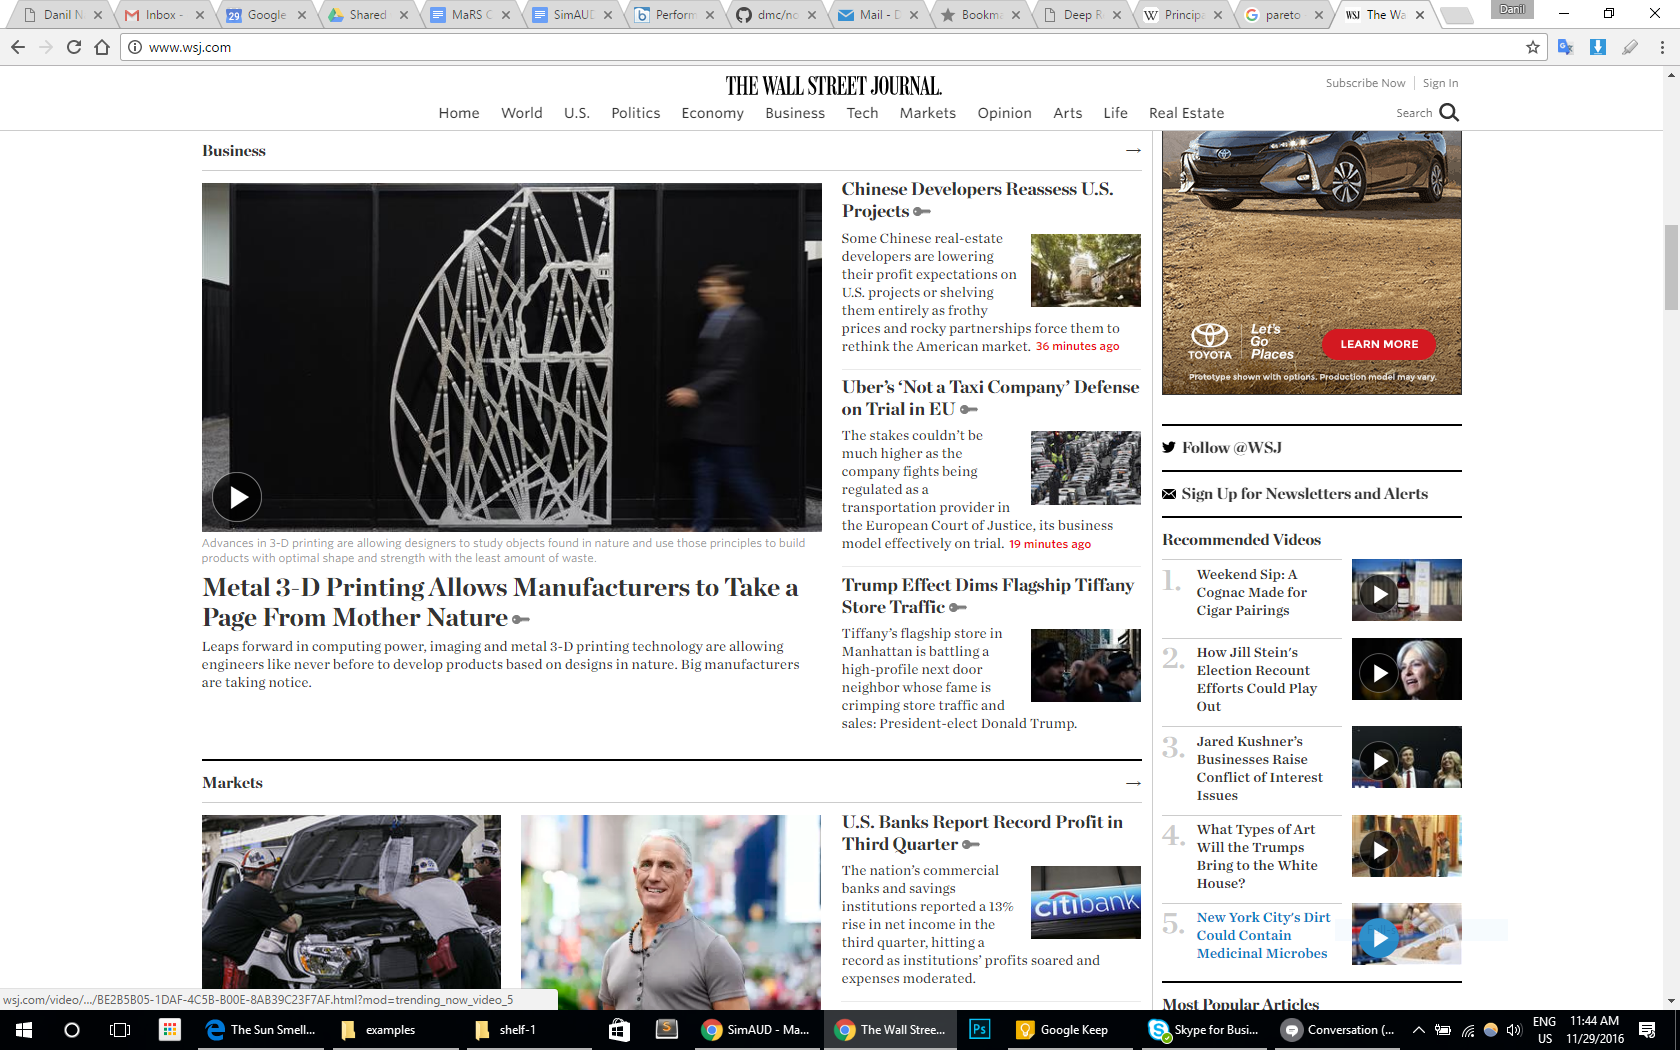 Danil N
Inbox -
Google
Shared
MaRS C
SimAUD
Perform
dmc/no
Mail - D
Bookma
Deep R
Princip
pareto -
WSJ The Wa
Danil
www.wsj.com
THE WALL STREET JOURNAL.
Subscribe Now
Sign In
Home World U.S. Politics Economy Business Tech Markets Opinion Arts Life Real Estate
Search
Business
Advances in 3-D printing are allowing designers to study objects found in nature and use those principles to build
products with optimal shape and strength with the least amount of waste.
Metal 3-D Printing Allows Manufacturers to Take a
Page From Mother Nature
Leaps forward in computing power, imaging and metal 3-D printing technology are allowing
engineers like never before to develop products based on designs in nature. Big manufacturers
are taking notice.
Chinese Developers Reassess U.S.
Projects
Some Chinese real-estate
developers are lowering
their profit expectations on
U.S. projects or shelving
them entirely as frothy
prices and rocky partnerships force them to
rethink the American market. 36 minutes ago
Uber's ‘Not a Taxi Company’ Defense
on Trial in EU
The stakes couldn’t be
much higher as the
company fights being
regulated as a
transportation provider in
the European Court of Justice, its business
model effectively on trial. 19 minutes ago
Trump Effect Dims Flagship Tiffany
Store Traffic
Tiffany’s flagship store in
Manhattan is battling a
high-profile next door
neighbor whose fame is
crimping store traffic and
sales: President-elect Donald Trump.
TOYOTA
Let's
Go
Places
LEARN MORE
Prototype shown with options. Production model may vary.
Follow @WSJ
Sign Up for Newsletters and Alerts
Recommended Videos
1. Weekend Sip: A
Cognac Made for
Cigar Pairings
2. How Jill Stein's
Election Recount
Efforts Could Play
Out
3. Jared Kushner's
Businesses Raise
Conflict of Interest
Issues
4. What Types of Art
Will the Trumps
Bring to the White
House?
5. New York City's Dirt
Could Contain
Medicinal Microbes
Most Popular Articles
Markets
U.S. Banks Report Record Profit in
Third Quarter
The nation’s commercial
banks and savings
institutions reported a 13%
rise in net income in the
third quarter, hitting a
record as institutions’ profits soared and
expenses moderated.
citibank
wsj.com/video/.../BE2B5B05-1DAF-4C5B-B00E-8AB39C23F7AF.html?mod=trending_now_video_5
The Sun Smell...
examples
shelf-1
SimAUD - Ma...
The Wall Stree...
Ps
Google Keep
Skype for Busi...
Conversation (...
ENG
US
11:44 AM
11/29/2016